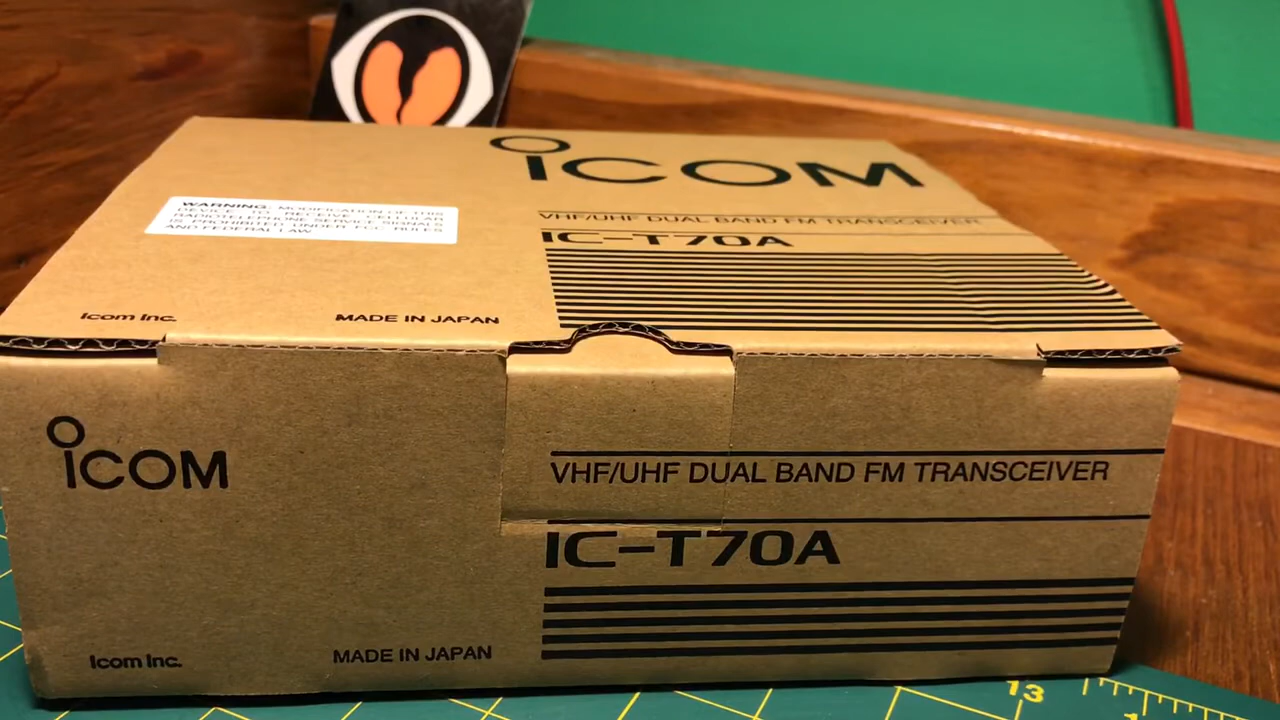 ICOM
VHF/UHF DUAL BAND FM TRANSCEIVER
IC-T70A
WARNING: MODIFICATION OF THIS
DEVICE TO RECEIVE CELLULAR
RADIOTELEPHONE SERVICE SIGNALS
IS PROHIBITED UNDER FCC RULES
AND FEDERAL LAW.
Icom Inc.
MADE IN JAPAN
ICOM
VHF/UHF DUAL BAND FM TRANSCEIVER
IC-T70A
Icom Inc.
MADE IN JAPAN
13